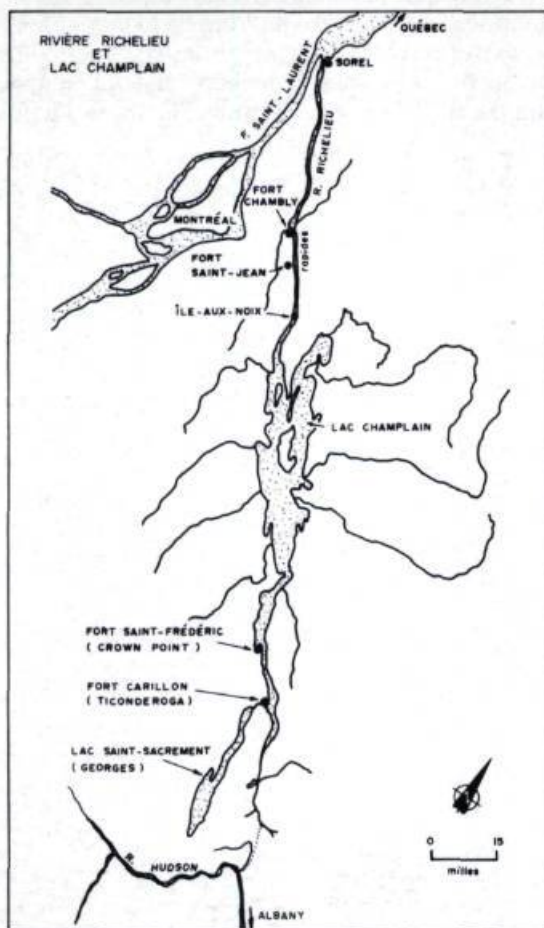 RIVIÈRE RICHELIEU
ET
LAC CHAMPLAIN
QUÉBEC
SOREL
F. SAINT-LAURENT
R. RICHELIEU
FORT
CHAMBLY
MONTRÉAL
rapides
FORT
SAINT-JEAN
ÎLE-AUX-NOIX
LAC CHAMPLAIN
FORT SAINT-FRÉDÉRIC
(CROWN POINT)
FORT CARILLON
(TICONDEROGA)
LAC SAINT-SACREMENT
(GEORGES)
R. HUDSON
0 15
milles
ALBANY